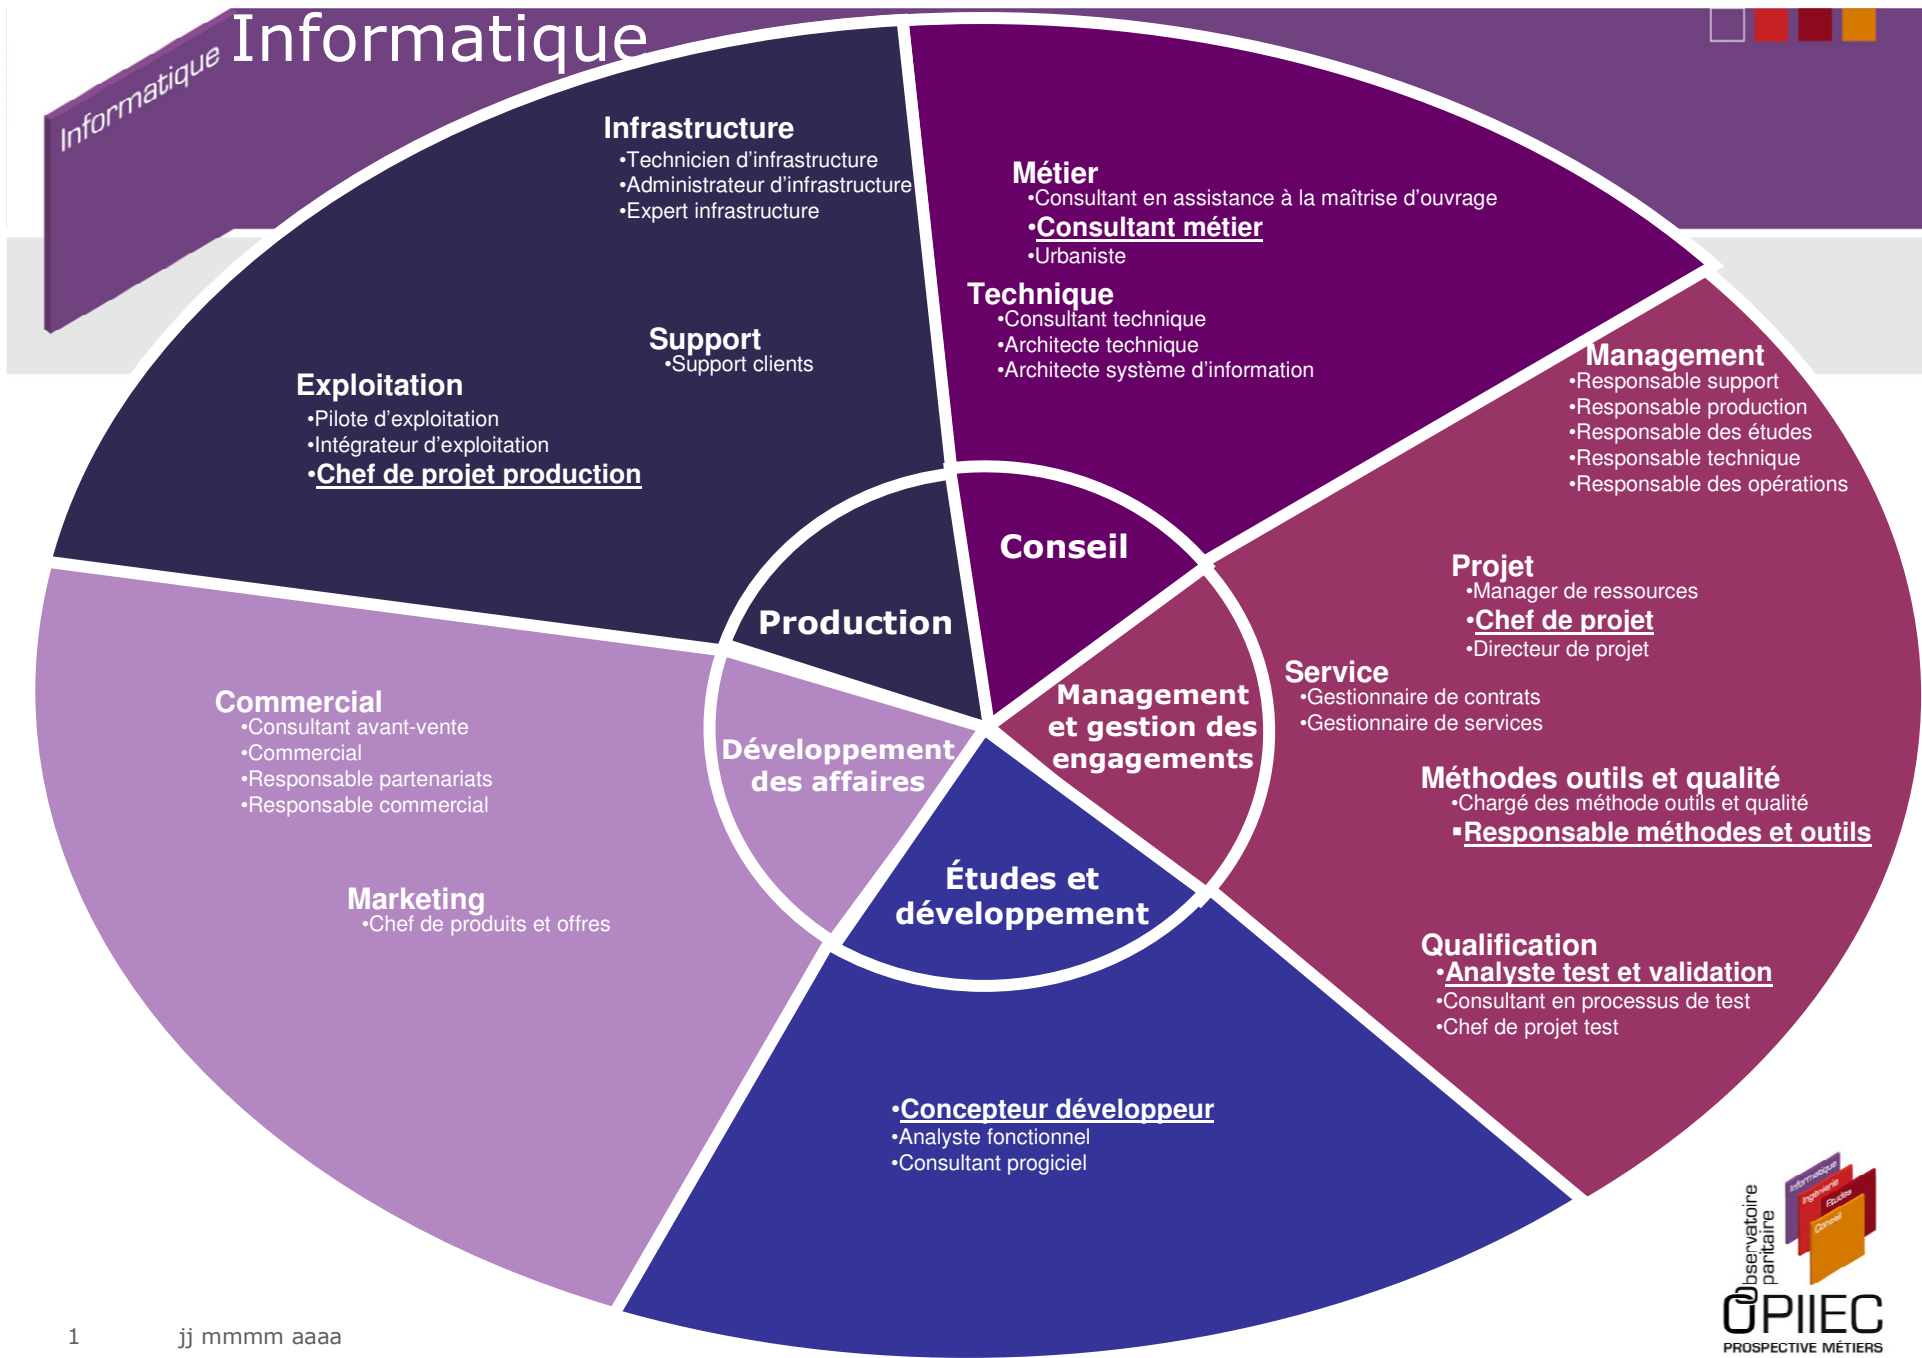 Informatique
Informatique
Infrastructure
•Technicien d’infrastructure
•Administrateur d’infrastructure
•Expert infrastructure
Support
•Support clients
Exploitation
•Pilote d’exploitation
•Intégrateur d’exploitation
•Chef de projet production
Métier
•Consultant en assistance à la maîtrise d’ouvrage
•Consultant métier
•Urbaniste
Technique
•Consultant technique
•Architecte technique
•Architecte système d’information
Management
•Responsable support
•Responsable production
•Responsable des études
•Responsable technique
•Responsable des opérations
Projet
•Manager de ressources
•Chef de projet
•Directeur de projet
Service
•Gestionnaire de contrats
•Gestionnaire de services
Méthodes outils et qualité
•Chargé des méthode outils et qualité
▪Responsable méthodes et outils
Qualification
•Analyste test et validation
•Consultant en processus de test
•Chef de projet test
Conseil
Production
Management
et gestion des
engagements
Développement
des affaires
Études et
développement
Commercial
•Consultant avant-vente
•Commercial
•Responsable partenariats
•Responsable commercial
Marketing
•Chef de produits et offres
•Concepteur développeur
•Analyste fonctionnel
•Consultant progiciel
Informatique
Ingénierie
Études
Conseil
Observatoire
paritaire
OPIIEC
PROSPECTIVE MÉTIERS
1
jj mmmm aaaa